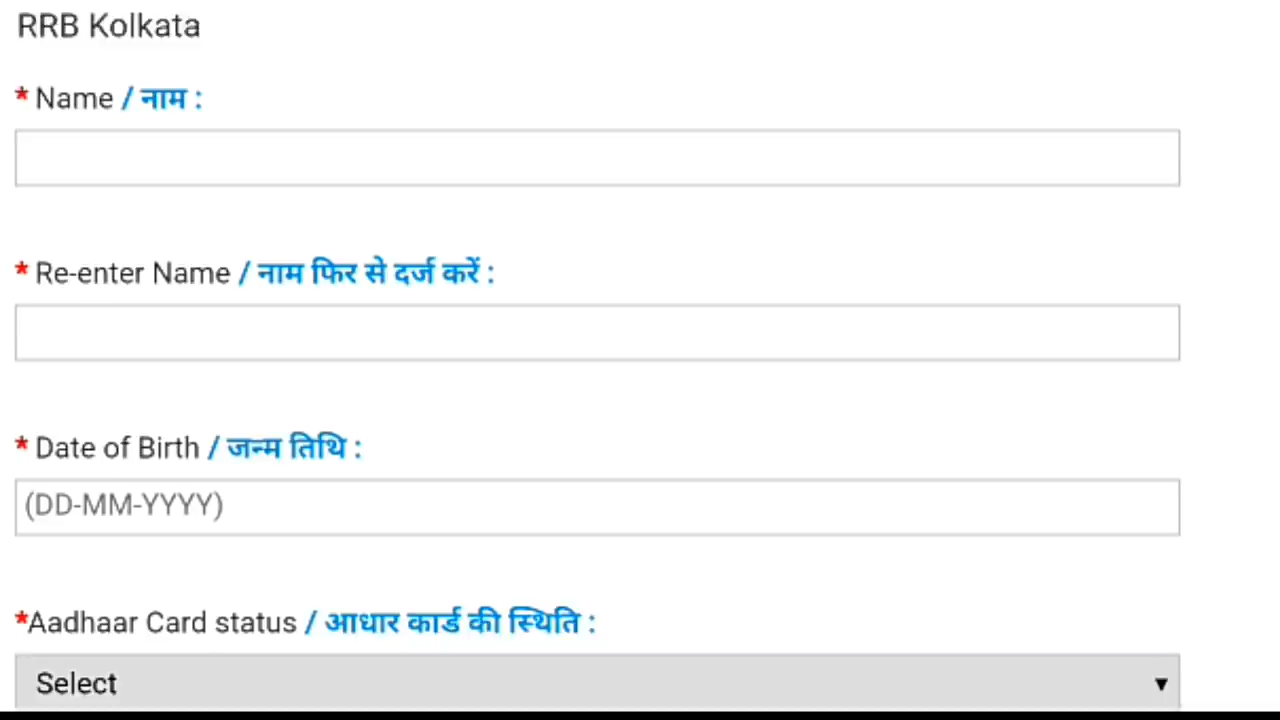 RRB Kolkata
* Name / नाम :
* Re-enter Name / नाम फिर से दर्ज करें :
* Date of Birth / जन्म तिथि :
(DD-MM-YYYY)
*Aadhaar Card status / आधार कार्ड की स्थिति :
Select